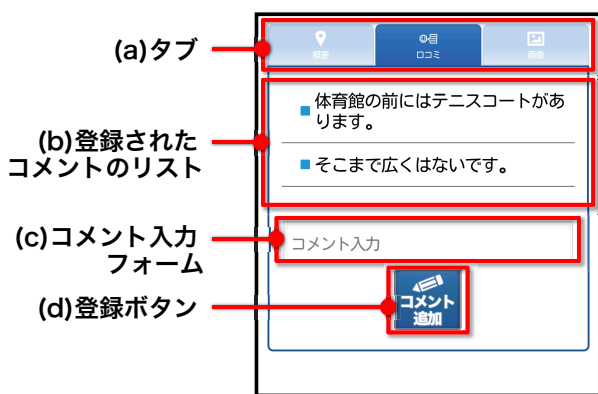 (a)タブ
概要
口コミ
画像
(b)登録された
コメントのリスト
体育館の前にはテニスコートがあ
ります。
そこまで広くはないです。
(c)コメント入力
フォーム
コメント入力
(d)登録ボタン
コメント
追加